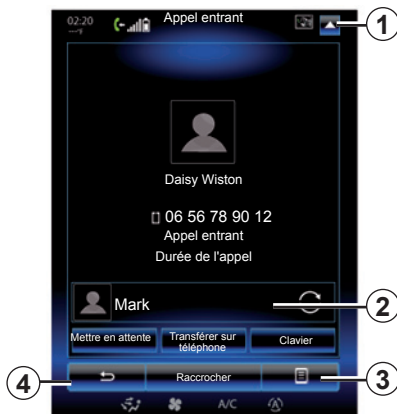 02:20
Appel entrant
1
Daisy Wiston
06 56 78 90 12
Appel entrant
Durée de l'appel
Mark
2
Mettre en attente
Transférer sur
téléphone
Clavier
Raccrocher
3
4
A/C
(A)